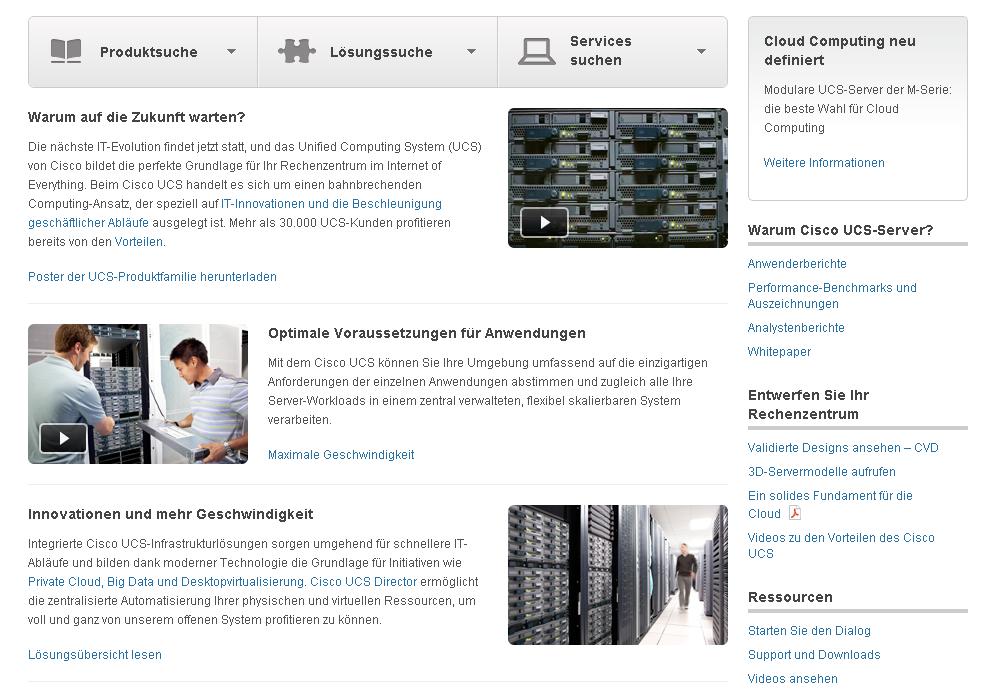 Produktsuche
Lösungssuche
Services
suchen
Warum auf die Zukunft warten?
Die nächste IT-Evolution findet jetzt statt, und das Unified Computing System (UCS)
von Cisco bildet die perfekte Grundlage für Ihr Rechenzentrum im Internet of
Everything. Beim Cisco UCS handelt es sich um einen bahnbrechenden
Computing-Ansatz, der speziell auf IT-Innovationen und die Beschleunigung
geschäftlicher Abläufe ausgelegt ist. Mehr als 30.000 UCS-Kunden profitieren
bereits von den Vorteilen.
Poster der UCS-Produktfamilie herunterladen
Optimale Voraussetzungen für Anwendungen
Mit dem Cisco UCS können Sie Ihre Umgebung umfassend auf die einzigartigen
Anforderungen der einzelnen Anwendungen abstimmen und zugleich alle Ihre
Server-Workloads in einem zentral verwalteten, flexibel skalierbaren System
verarbeiten.
Maximale Geschwindigkeit
Innovationen und mehr Geschwindigkeit
Integrierte Cisco UCS-Infrastrukturlösungen sorgen umgehend für schnellere IT-
Abläufe und bilden dank moderner Technologie die Grundlage für Initiativen wie
Private Cloud, Big Data und Desktopvirtualisierung. Cisco UCS Director ermöglicht
die zentralisierte Automatisierung Ihrer physischen und virtuellen Ressourcen, um
voll und ganz von unserem offenen System profitieren zu können.
Lösungsübersicht lesen
Cloud Computing neu
definiert
Modulare UCS-Server der M-Serie:
die beste Wahl für Cloud
Computing
Weitere Informationen
Warum Cisco UCS-Server?
Anwenderberichte
Performance-Benchmarks und
Auszeichnungen
Analystenberichte
Whitepaper
Entwerfen Sie Ihr
Rechenzentrum
Validierte Designs ansehen – CVD
3D-Servermodelle aufrufen
Ein solides Fundament für die
Cloud
Videos zu den Vorteilen des Cisco
UCS
Ressourcen
Starten Sie den Dialog
Support und Downloads
Videos ansehen